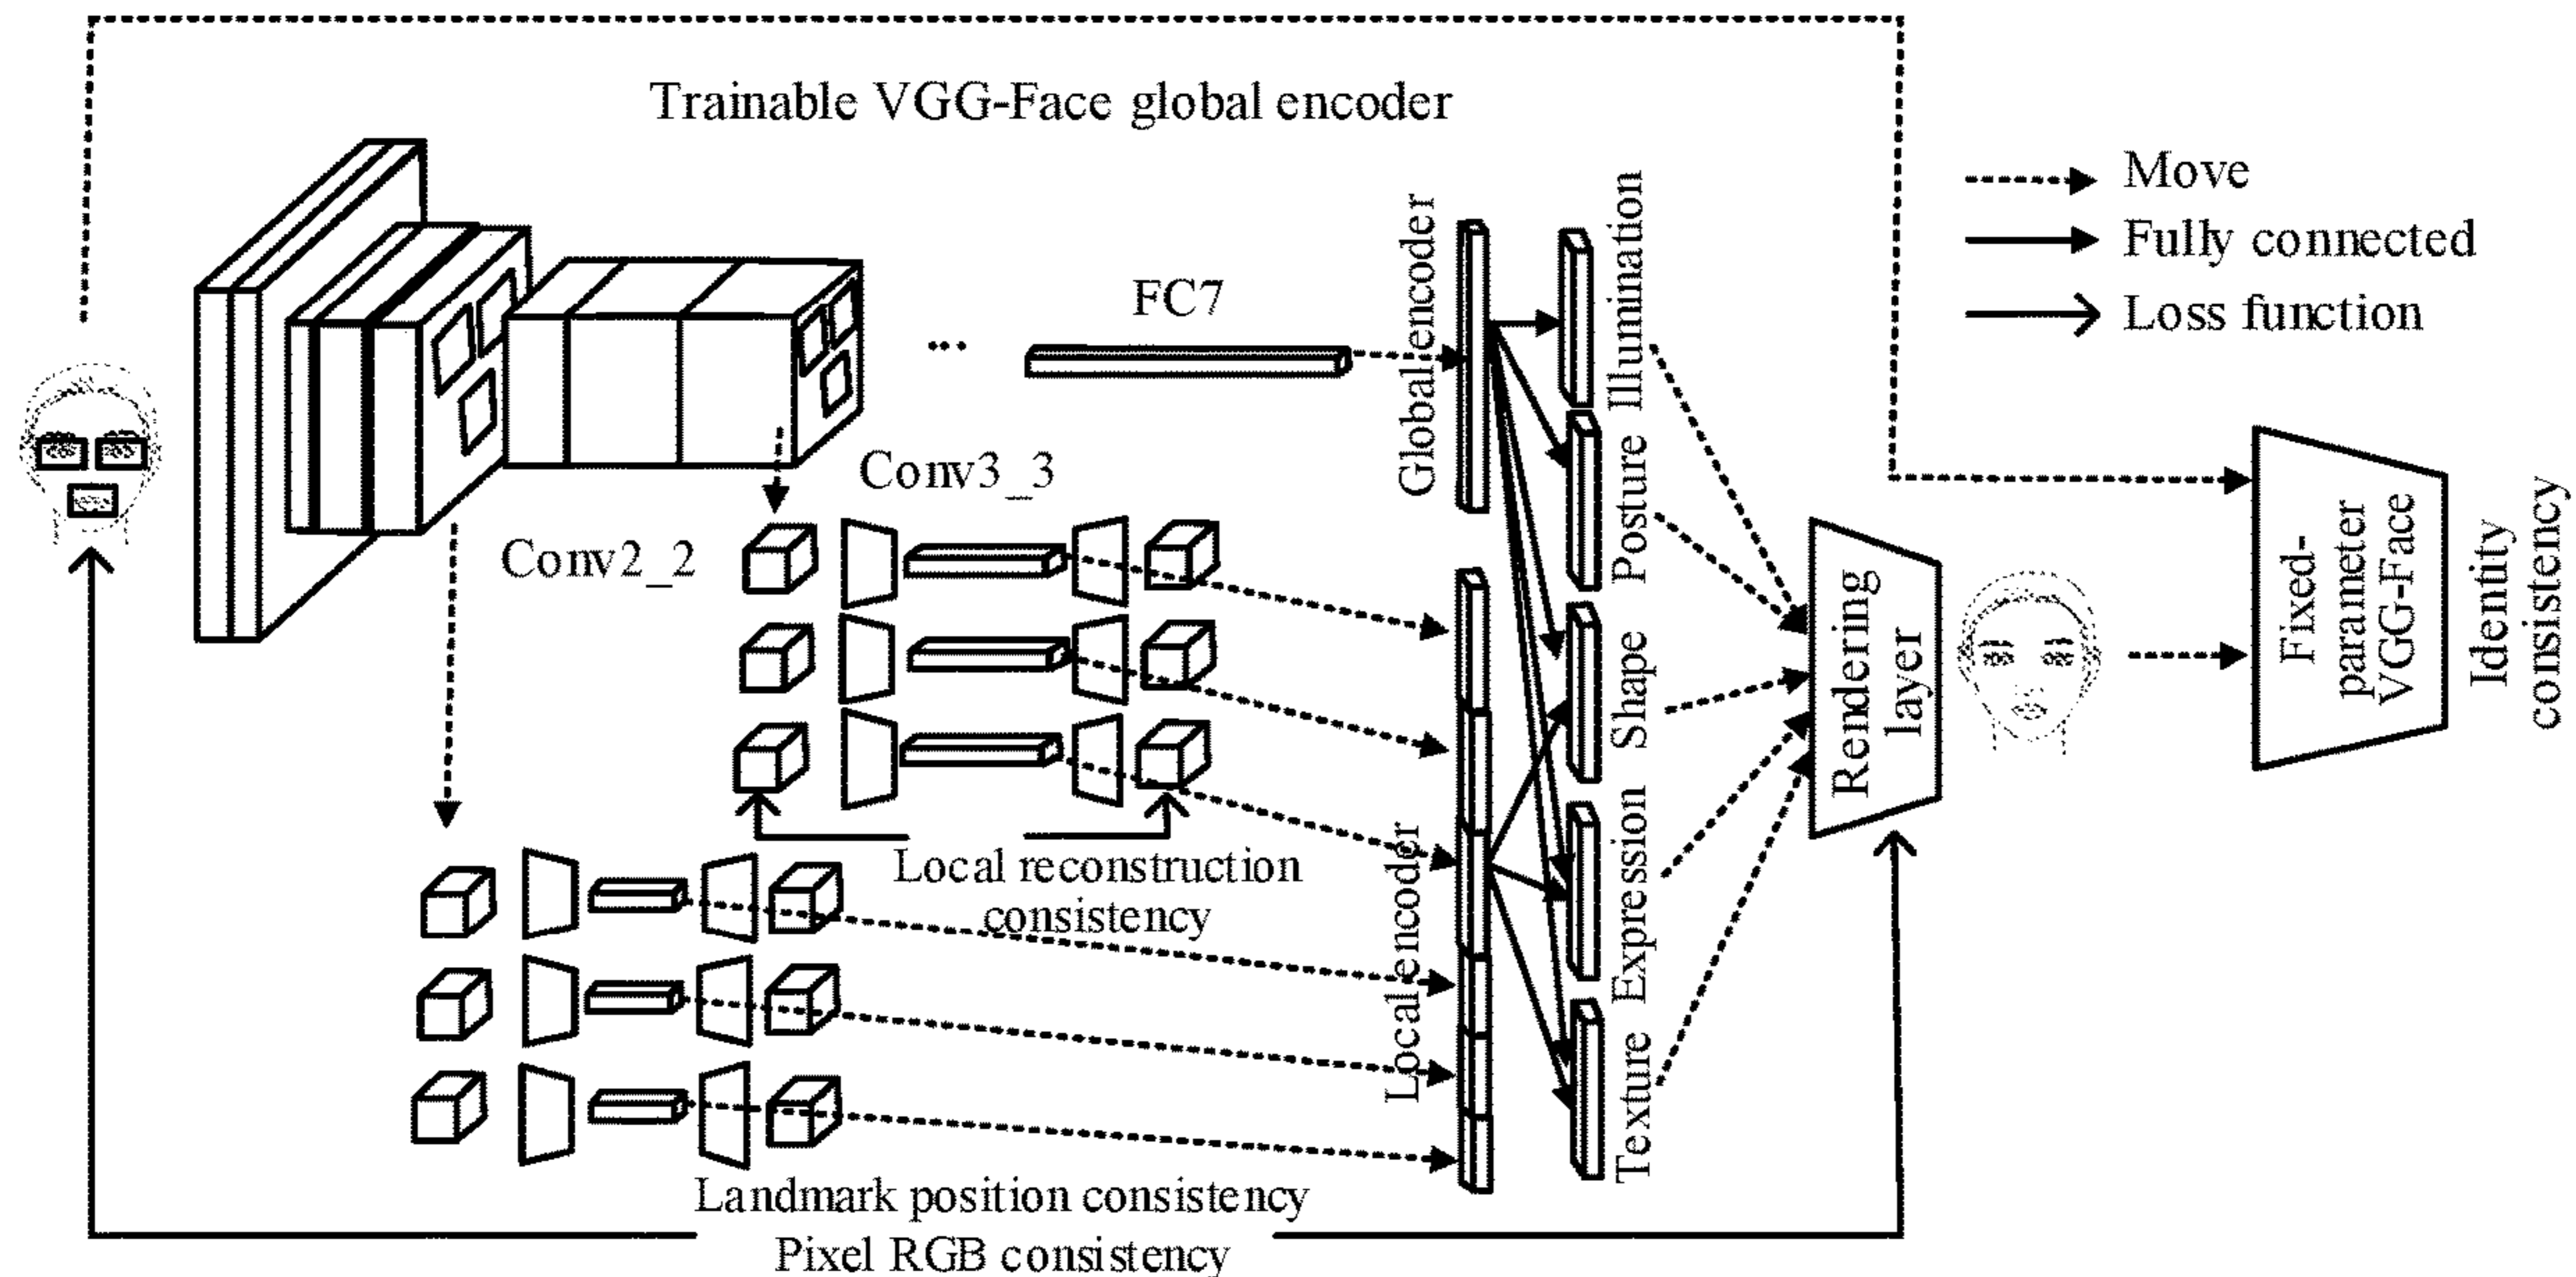 Trainable VGG-Face global encoder
Move
Fully connected
Loss function
FC7
Conv3_3
Conv2_2
Global encoder
Local encoder
Illumination
Posture
Shape
Expression
Texture
Rendering
layer
Fixed-
parameter
VGG-Face
Identity
consistency
Local reconstruction
consistency
Landmark position consistency
Pixel RGB consistency